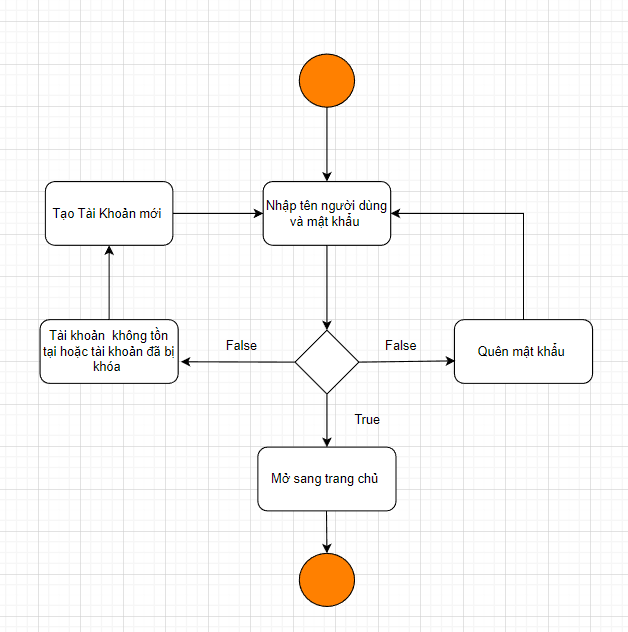 Tạo Tài Khoản mới
Nhập tên người dùng
và mật khẩu
Tài khoản không tồn
tại hoặc tài khoản đã bị
khóa
False
False
Quên mật khẩu
True
Mở sang trang chủ